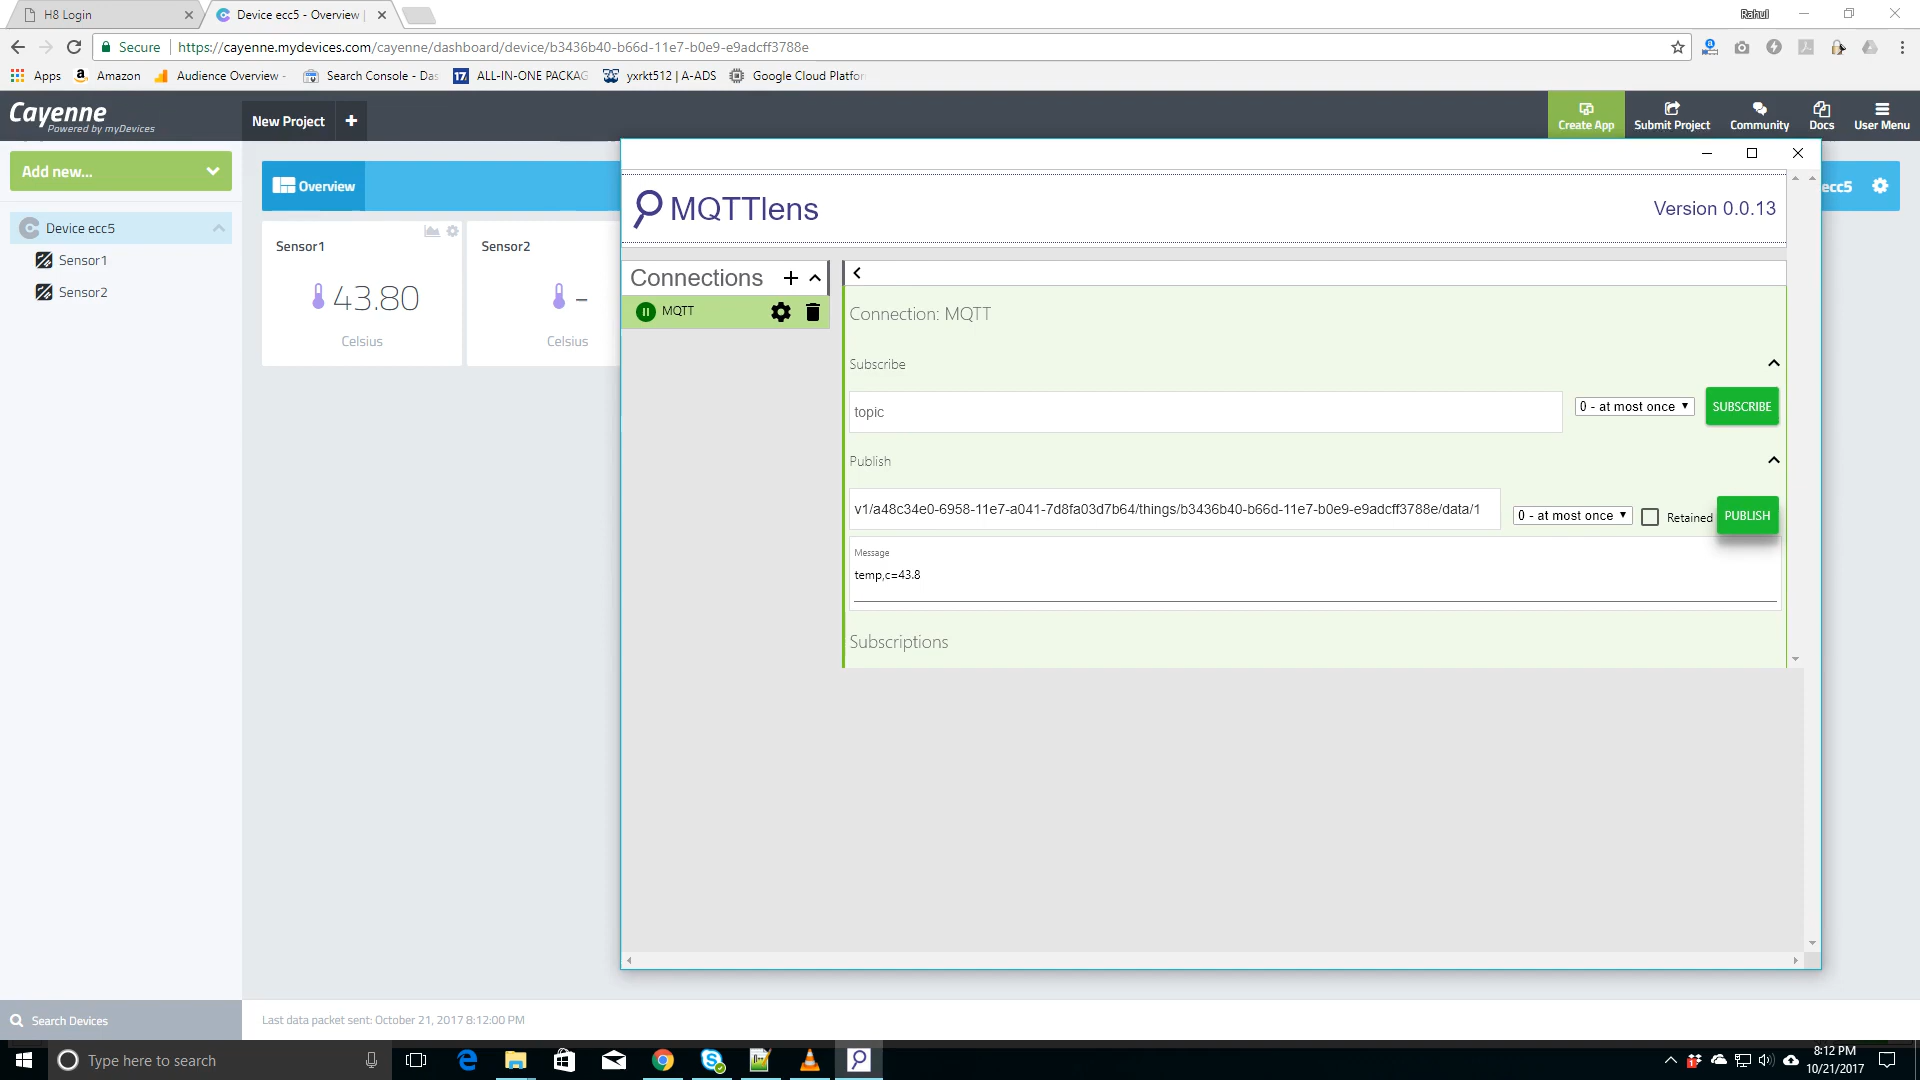 H8 Login
Device ecc5 - Overview
Rahul
Secure
https://cayenne.mydevices.com/cayenne/dashboard/device/b3436b40-b66d-11e7-b0e9-e9adcff3788e
Apps
Amazon
Audience Overview -
Search Console - Das
ALL-IN-ONE PACKAG
yxrkt512 | A-ADS
Google Cloud Platfor
Cayenne
Powered by myDevices
New Project
+
Create App
Submit Project
Community
Docs
User Menu
Add new...
Overview
ecc5
Device ecc5
Sensor1
Sensor2
Sensor1
43.80
Celsius
Sensor2
-
Celsius
MQTTlens
Version 0.0.13
Connections
MQTT
Connection: MQTT
Subscribe
topic
0 - at most once
SUBSCRIBE
Publish
v1/a48c34e0-6958-11e7-a041-7d8fa03d7b64/things/b3436b40-b66d-11e7-b0e9-e9adcff3788e/data/1
0 - at most once
Retained
PUBLISH
Message
temp,c=43.8
Subscriptions
Search Devices
Last data packet sent: October 21, 2017 8:12:00 PM
Type here to search
8:12 PM
10/21/2017